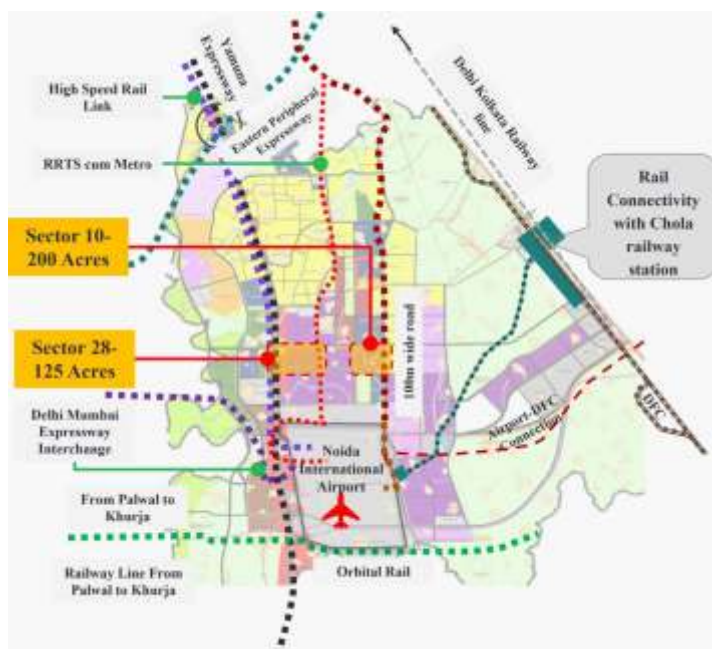 Yamuna
Expressway
High Speed Rail
Link
Eastern Peripheral
Expressway
Delhi Kolkata Railway
line
RRTS cum Metro
Rail
Connectivity
with Chola
railway
station
Sector 10-
200 Acres
100m wide road
Sector 28-
125 Acres
Delhi Mumbai
Expressway
Interchange
DFC
Airport-DFC
Connection
Noida
International
Airport
From Palwal to
Khurja
Railway Line From
Palwal to Khurja
Orbital Rail